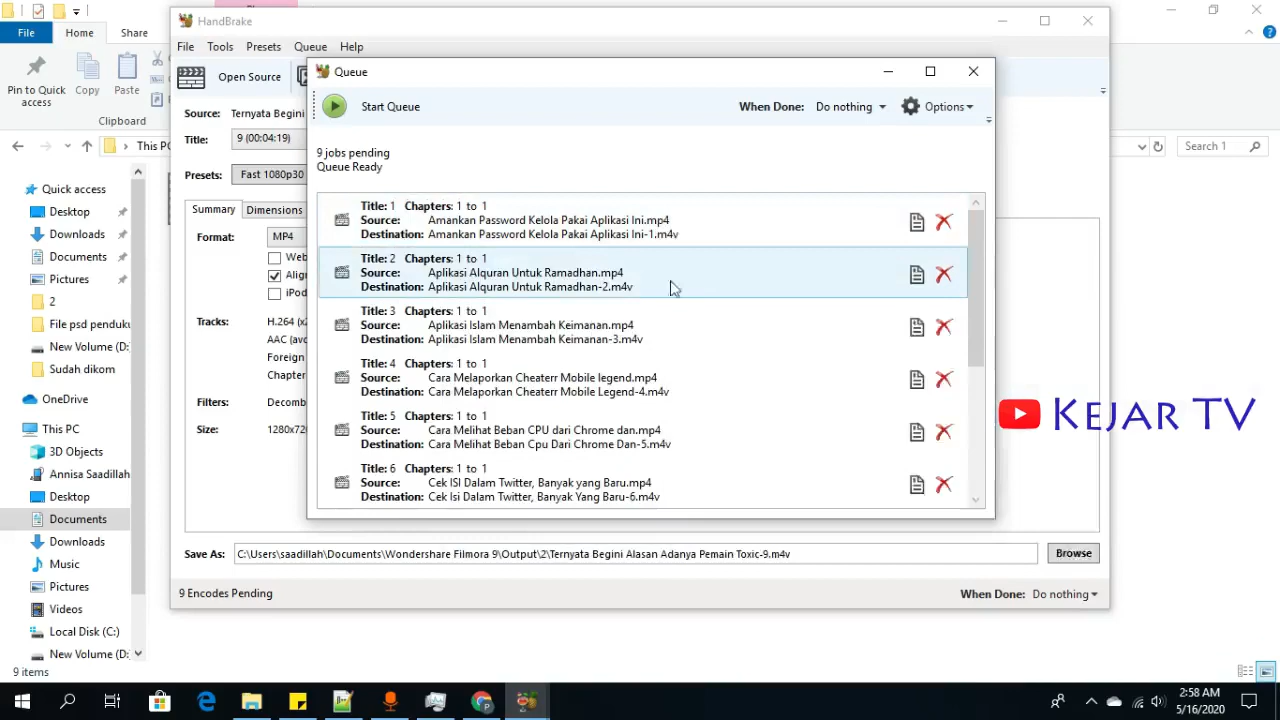 File
Home
Share
Pin to Quick access
Copy
Paste
Clipboard
This PC
Search 1
Quick access
Desktop
Downloads
Documents
Pictures
2
File psd penduku
New Volume (D:
Sudah dikom
OneDrive
This PC
3D Objects
Annisa Saadillah
Desktop
Documents
Downloads
Music
Pictures
Videos
Local Disk (C:)
New Volume (D:
9 items
HandBrake
File Tools Presets Queue Help
Open Source
Source: Ternyata Begini
Title: 9 (00:04:19)
Presets: Fast 1080p30
Summary Dimensions
Format: MP4
Web
Align
iPod
Tracks: H.264 (x2
AAC (avc
Foreign
Chapter
Filters: Decomb
Size: 1280x72
Save As: C:\Users\saadillah\Documents\Wondershare Filmora 9\Output\2\Ternyata Begini Alasan Adanya Pemain Toxic-9.m4v
Browse
9 Encodes Pending
When Done: Do nothing
Queue
Start Queue
When Done: Do nothing
Options
9 jobs pending
Queue Ready
Title: 1 Chapters: 1 to 1
Source: Amankan Password Kelola Pakai Aplikasi Ini.mp4
Destination: Amankan Password Kelola Pakai Aplikasi Ini-1.m4v
Title: 2 Chapters: 1 to 1
Source: Aplikasi Alquran Untuk Ramadhan.mp4
Destination: Aplikasi Alquran Untuk Ramadhan-2.m4v
Title: 3 Chapters: 1 to 1
Source: Aplikasi Islam Menambah Keimanan.mp4
Destination: Aplikasi Islam Menambah Keimanan-3.m4v
Title: 4 Chapters: 1 to 1
Source: Cara Melaporkan Cheaterr Mobile legend.mp4
Destination: Cara Melaporkan Cheaterr Mobile Legend-4.m4v
Title: 5 Chapters: 1 to 1
Source: Cara Melihat Beban CPU dari Chrome dan.mp4
Destination: Cara Melihat Beban Cpu Dari Chrome Dan-5.m4v
Title: 6 Chapters: 1 to 1
Source: Cek ISI Dalam Twitter, Banyak yang Baru.mp4
Destination: Cek Isi Dalam Twitter, Banyak Yang Baru-6.m4v
KEJAR TV
2:58 AM
5/16/2020